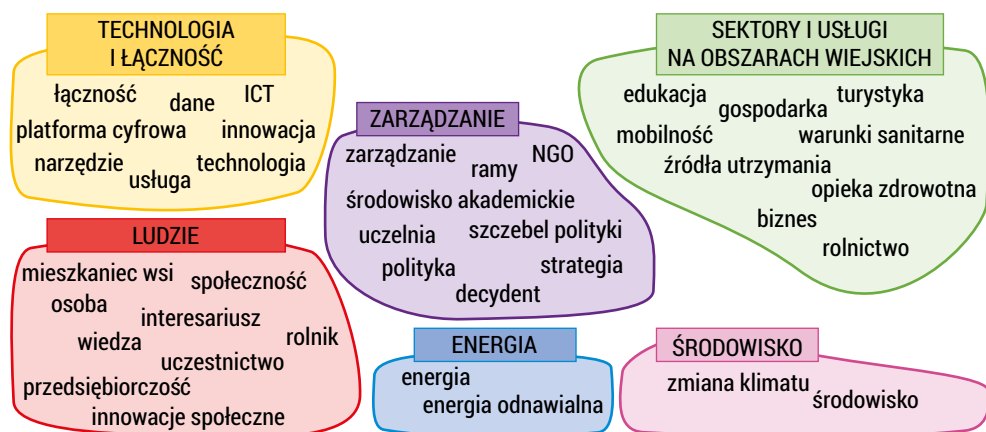 TECHNOLOGIA
I ŁĄCZNOŚĆ
łączność
dane
ICT
platforma cyfrowa
innowacja
narzędzie
usługa
technologia
ZARZĄDZANIE
zarządzanie
ramy
NGO
środowisko akademickie
uczelnia
szczebel polityki
polityka
strategia
decydent
SEKTORY I USŁUGI
NA OBSZARACH WIEJSKICH
edukacja
gospodarka
turystyka
mobilność
warunki sanitarne
źródła utrzymania
opieka zdrowotna
biznes
rolnictwo
LUDZIE
mieszkaniec wsi
społeczność
osoba
interesariusz
wiedza
rolnik
uczestnictwo
przedsiębiorczość
innowacje społeczne
ENERGIA
energia
energia odnawialna
ŚRODOWISKO
zmiana klimatu
środowisko